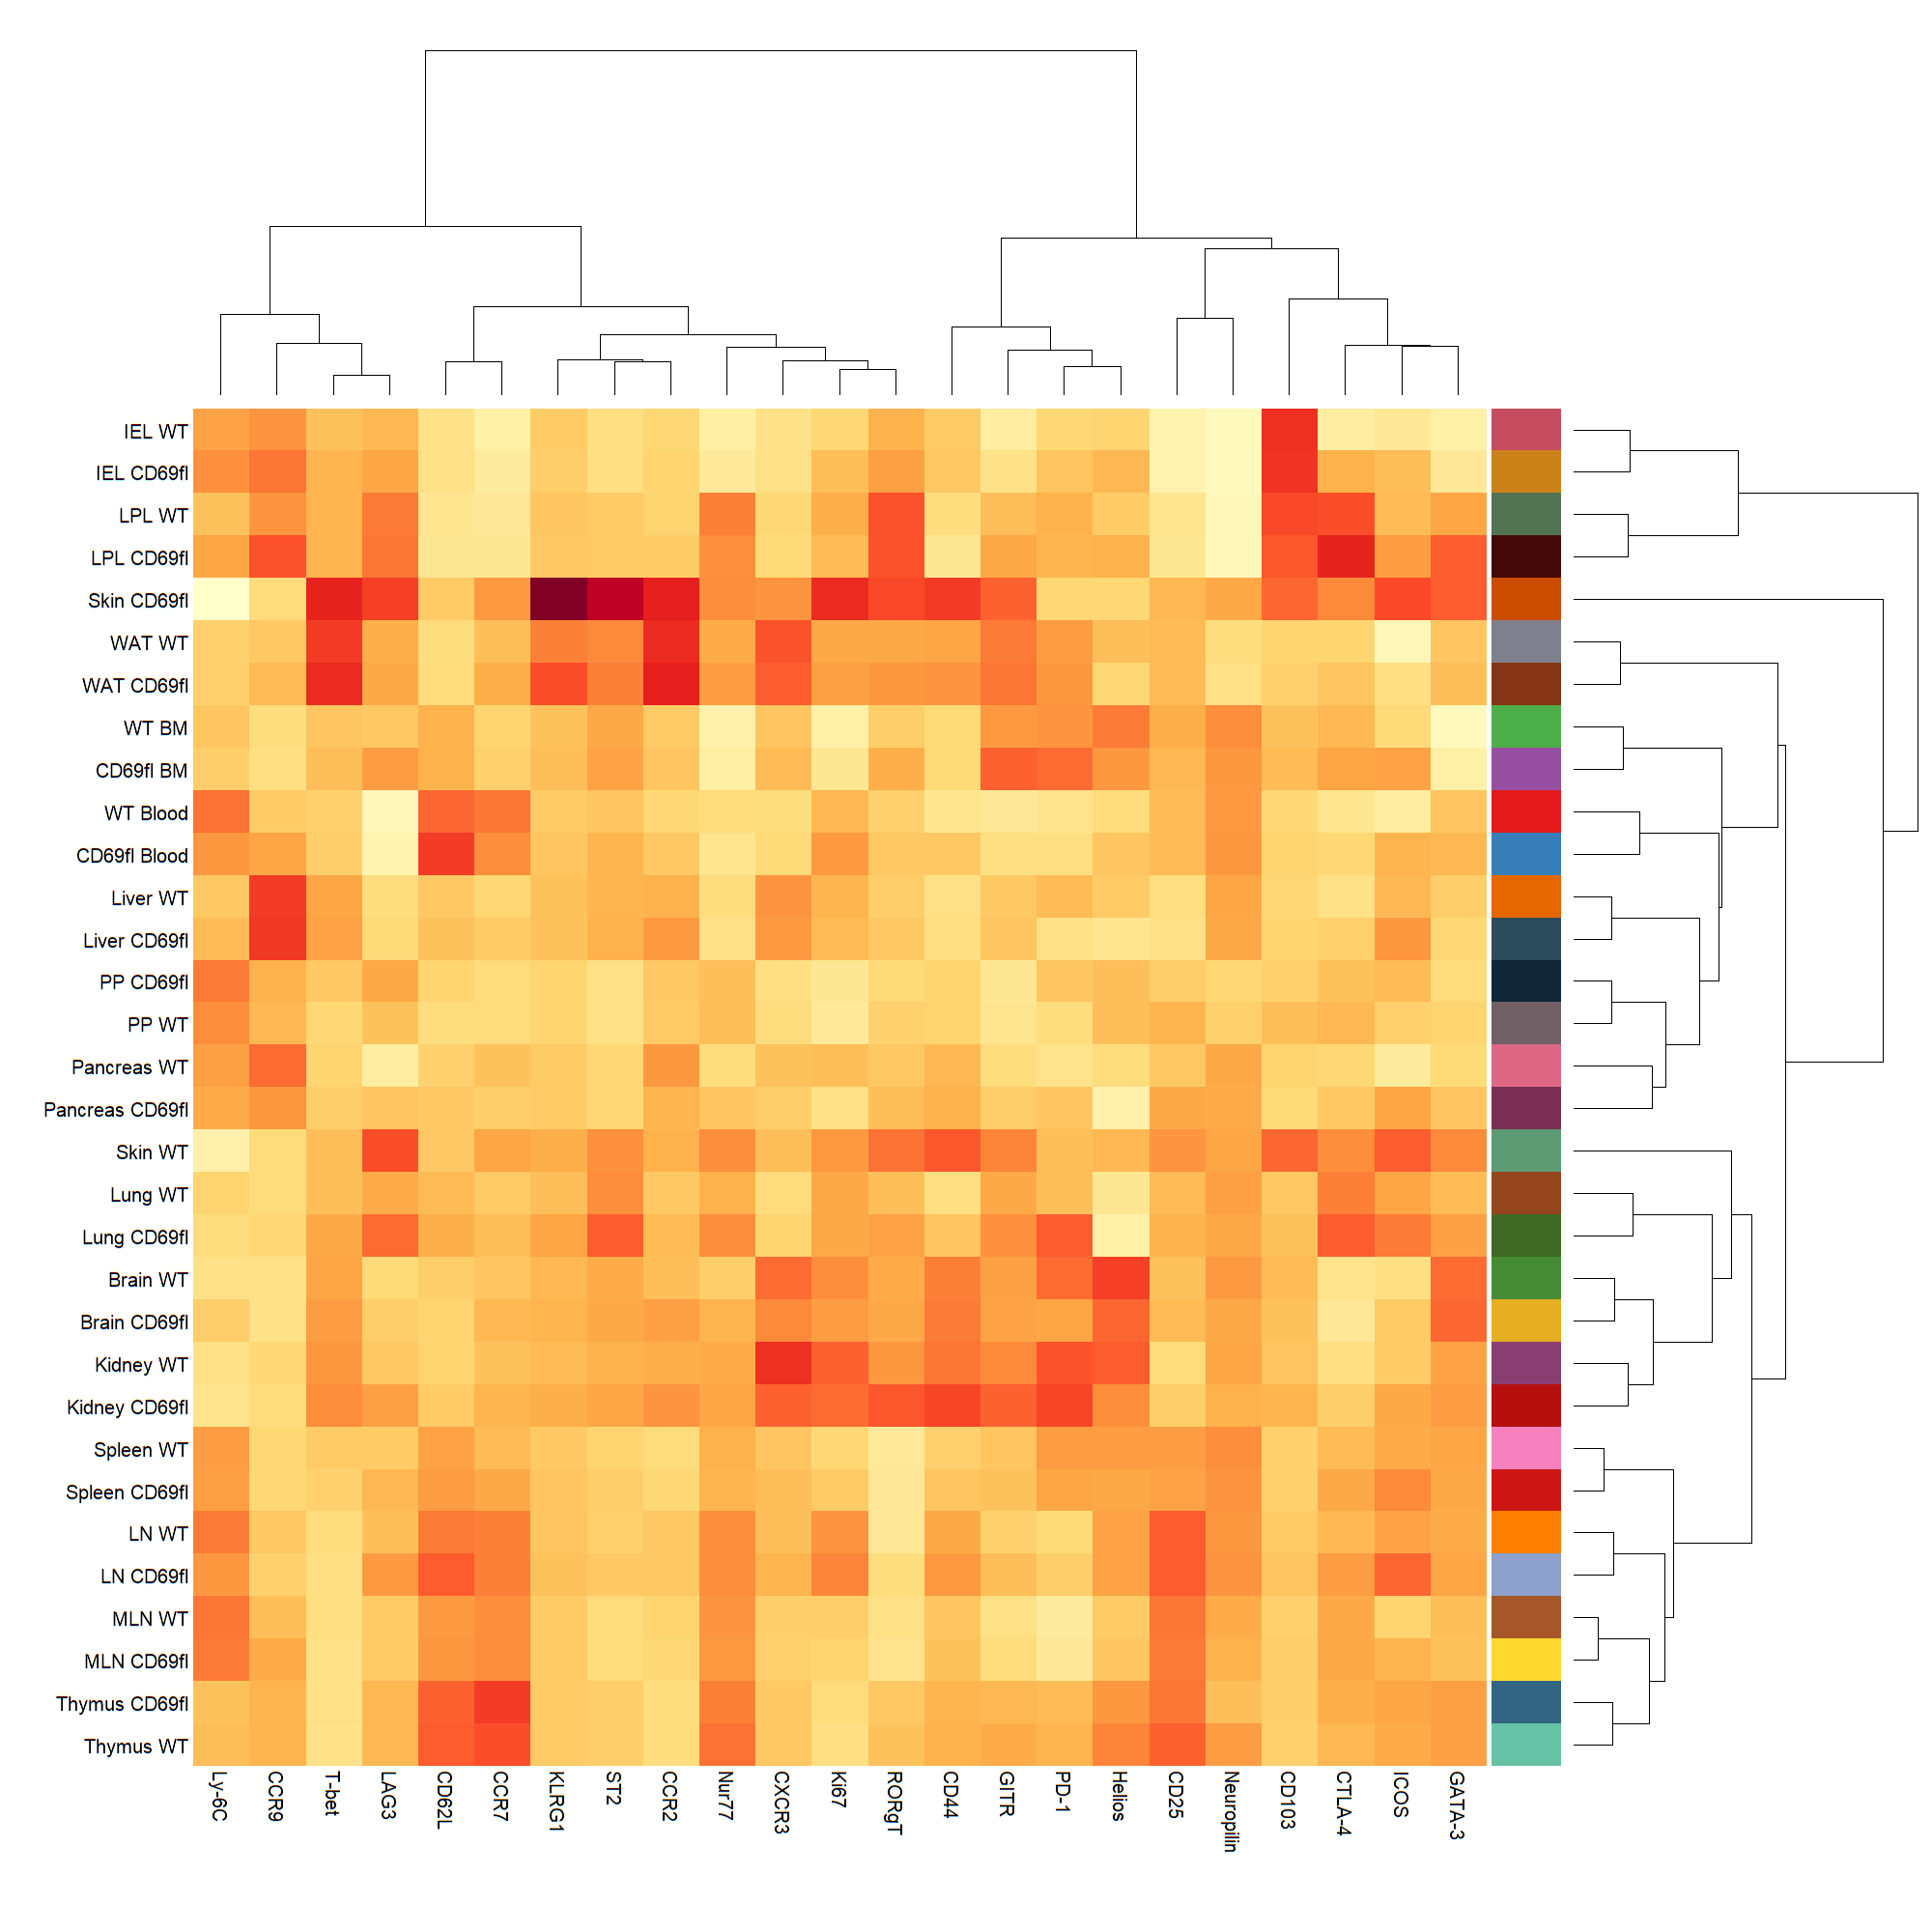 IEL WT
IEL CD69fl
LPL WT
LPL CD69fl
Skin CD69fl
WAT WT
WAT CD69fl
WT BM
CD69fl BM
WT Blood
CD69fl Blood
Liver WT
Liver CD69fl
PP CD69fl
PP WT
Pancreas WT
Pancreas CD69fl
Skin WT
Lung WT
Lung CD69fl
Brain WT
Brain CD69fl
Kidney WT
Kidney CD69fl
Spleen WT
Spleen CD69fl
LN WT
LN CD69fl
MLN WT
MLN CD69fl
Thymus CD69fl
Thymus WT
Ly-6C
CCR9
T-bet
LAG3
CD62L
CCR7
KLRG1
ST2
CCR2
Nur77
CXCR3
Ki67
RORgT
CD44
GITR
PD-1
Helios
CD25
Neuropilin
CD103
CTLA-4
ICOS
GATA-3